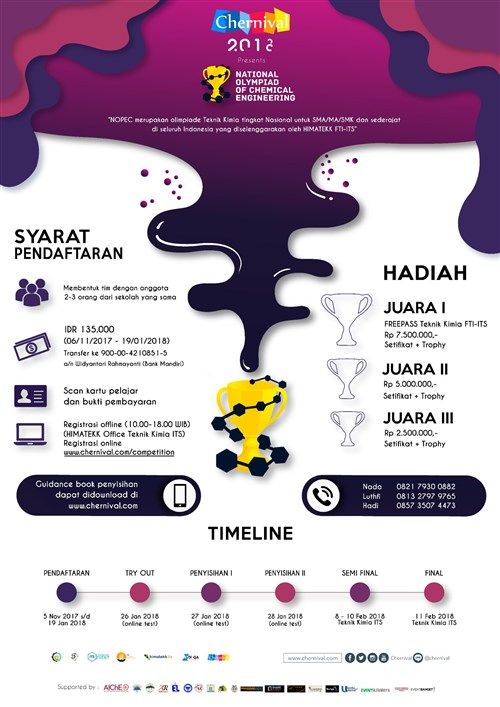 Chernival
2018
Presents
NATIONAL
OLYMPIAD
OF CHEMICAL
ENGINEERING
"NOPEC merupakan olimpiade Teknik Kimia tingkat Nasional untuk SMA/MA/SMK dan sederajat
di seluruh Indonesia yang diselenggarakan oleh HIMATEKK FTI-ITS"
SYARAT
PENDAFTARAN
Membentuk tim dengan anggota
2-3 orang dari sekolah yang sama
IDR 135.000
(06/11/2017 - 19/01/2018)
Transfer ke 900-00-4210851-5
a/n Widyantari Rahmayanti (Bank Mandiri)
Scan kartu pelajar
dan bukti pembayaran
Registrasi offline (10.00-18.00 WIB)
(HIMATEKK Office Teknik Kimia ITS)
Registrasi online
www.chernival.com/competition
HADIAH
JUARA I
FREEPASS Teknik Kimia FTI-ITS
Rp 7.500.000,-
Setifikat + Trophy
JUARA II
Rp 5.000.000,-
Setifikat + Trophy
JUARA III
Rp 2.500.000,-
Setifikat + Trophy
Guidance book penyisihan
dapat didownload di
www.chernival.com
Nada 0821 7930 0882
Luthfi 0813 2797 9765
Hadi 0857 3507 4473
TIMELINE
PENDAFTARAN
TRY OUT
PENYISIHAN I
PENYISIHAN II
SEMI FINAL
FINAL
5 Nov 2017 s/d
19 Jan 2018
26 Jan 2018
(online test)
27 Jan 2018
(online test)
28 Jan 2018
(online test)
8 - 10 Feb 2018
Teknik Kimia ITS
11 Feb 2018
Teknik Kimia ITS
himatekk its
www.chernival.com
Chernival
@chernival
Supported by :
AIChE